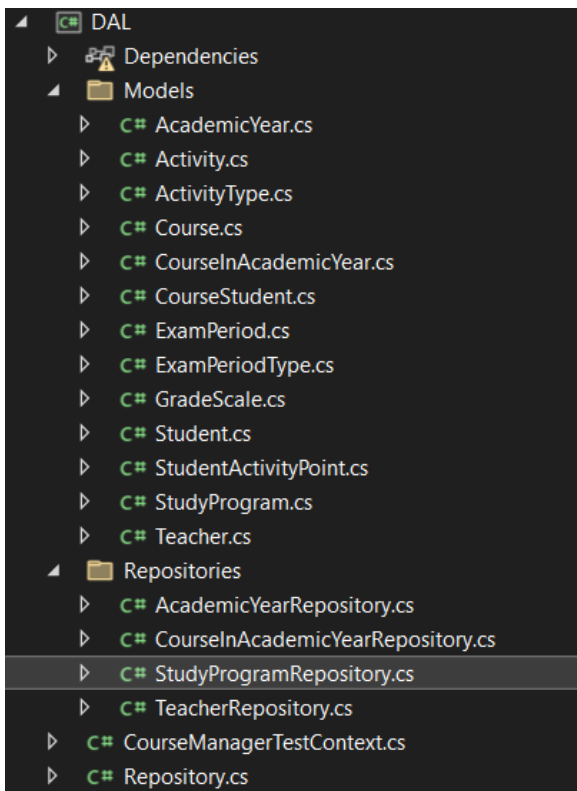 C# DAL
Dependencies
Models
C# AcademicYear.cs
C# Activity.cs
C# ActivityType.cs
C# Course.cs
C# CourseInAcademicYear.cs
C# CourseStudent.cs
C# ExamPeriod.cs
C# ExamPeriodType.cs
C# GradeScale.cs
C# Student.cs
C# StudentActivityPoint.cs
C# StudyProgram.cs
C# Teacher.cs
Repositories
C# AcademicYearRepository.cs
C# CourseInAcademicYearRepository.cs
C# StudyProgramRepository.cs
C# TeacherRepository.cs
C# CourseManagerTestContext.cs
C# Repository.cs